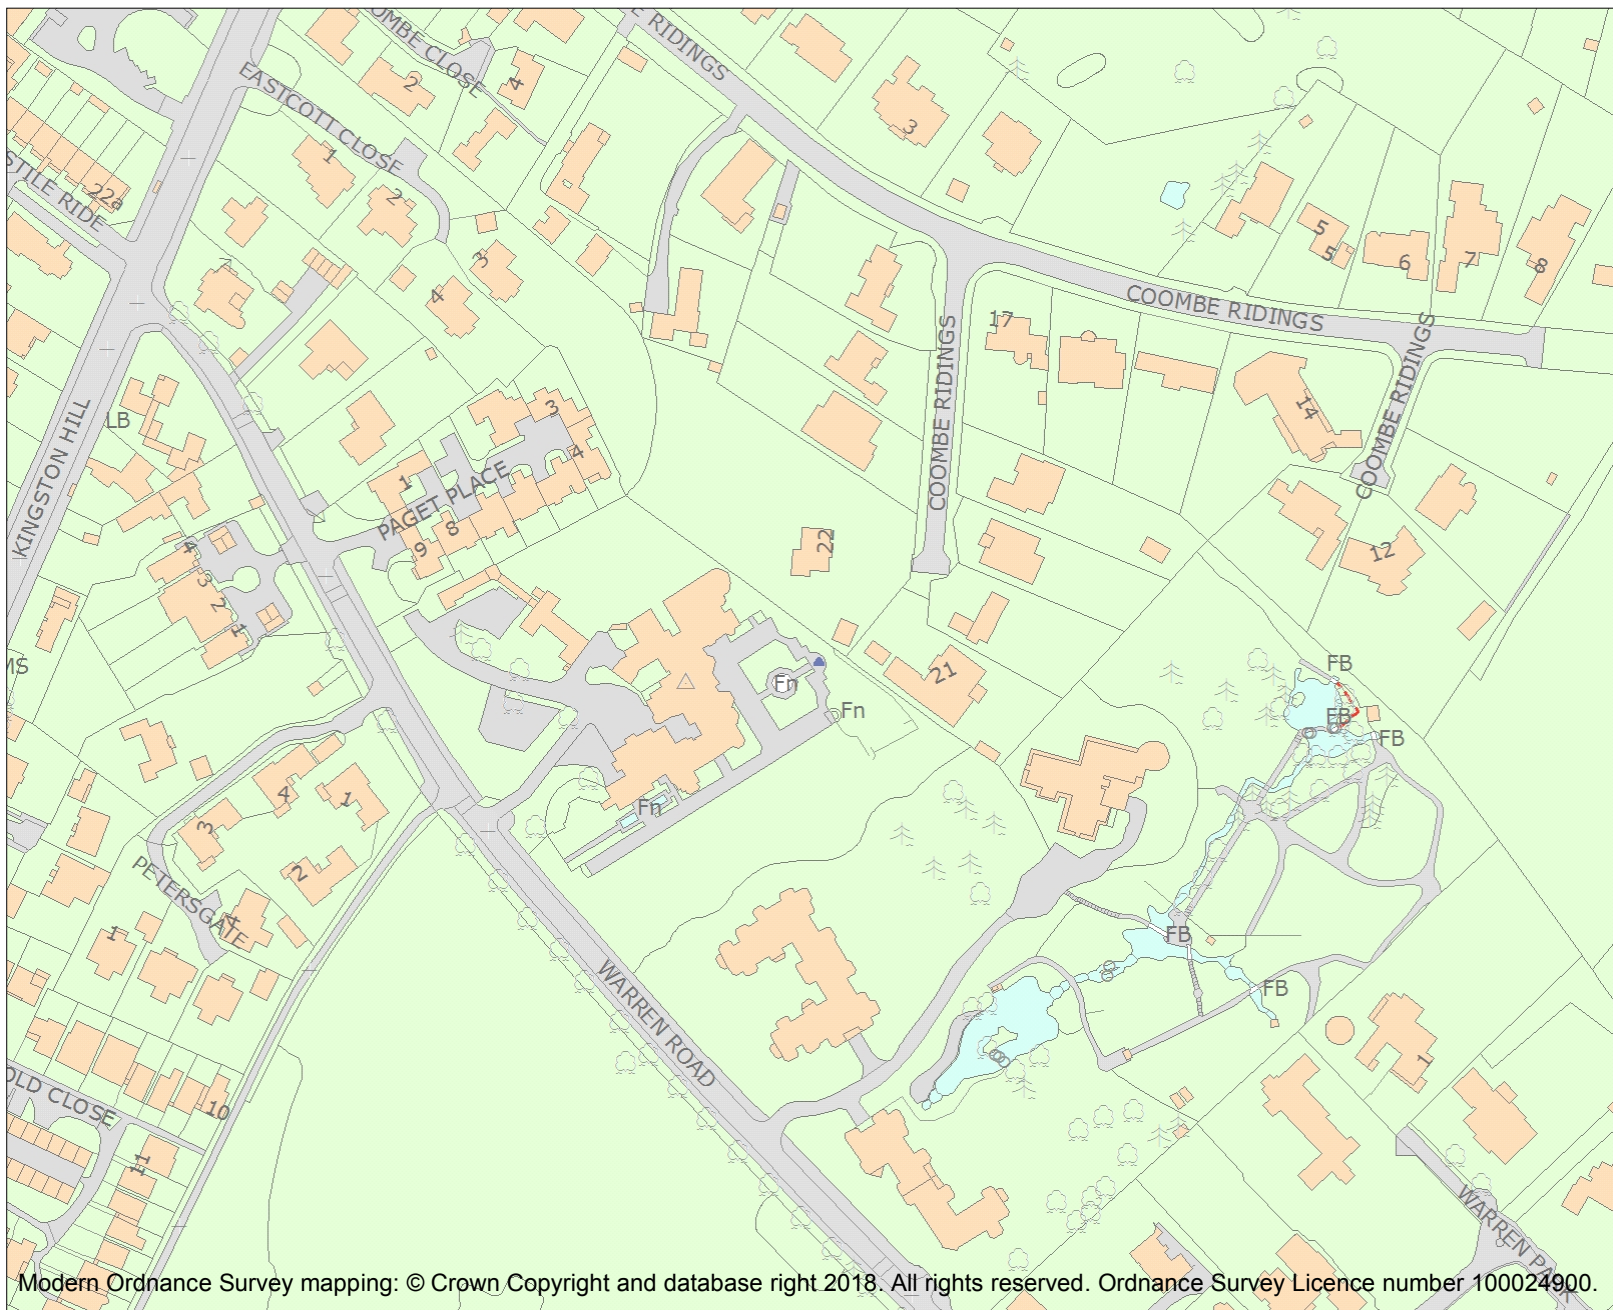 E RIDINGS
OMBE CLOSE
2
4
EASTCOTT CLOSE
1
2
3
STILE RIDE
22a
3
4
5
5
6
7
8
COOMBE RIDINGS
17
COOMBE RIDINGS
COOMBE RIDINGS
14
LB
KINGSTON HILL
3
4
1
PAGET PLACE
8
9
22
12
4
3
2
1
MS
21
FB
FB
FB
Fn
Fn
Fn
4
1
3
2
PETERSGATE
4
1
FB
FB
WARREN ROAD
1
OLD CLOSE
10
11
WARREN PARK
Modern Ordnance Survey mapping: © Crown Copyright and database right 2018. All rights reserved. Ordnance Survey Licence number 100024900.